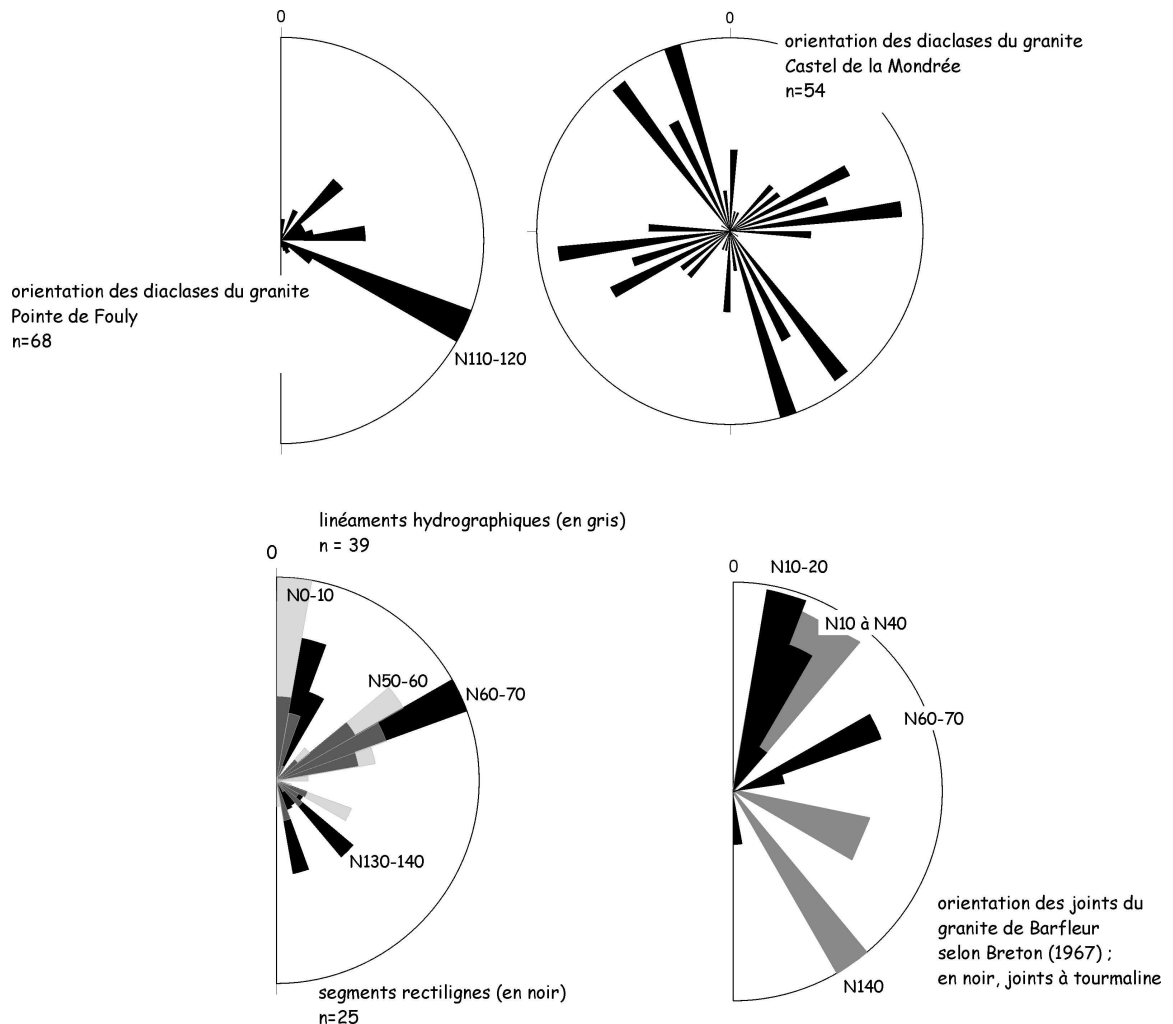 0
0
orientation des diaclases du granite
Castel de la Mondrée
n=54
orientation des diaclases du granite
Pointe de Fouly
n=68
N110-120
linéaments hydrographiques (en gris)
n = 39
0
N0-10
N50-60
N60-70
N130-140
segments rectilignes (en noir)
n=25
0
N10-20
N10 à N40
N60-70
N140
orientation des joints du
granite de Barfleur
selon Breton (1967) ;
en noir, joints à tourmaline